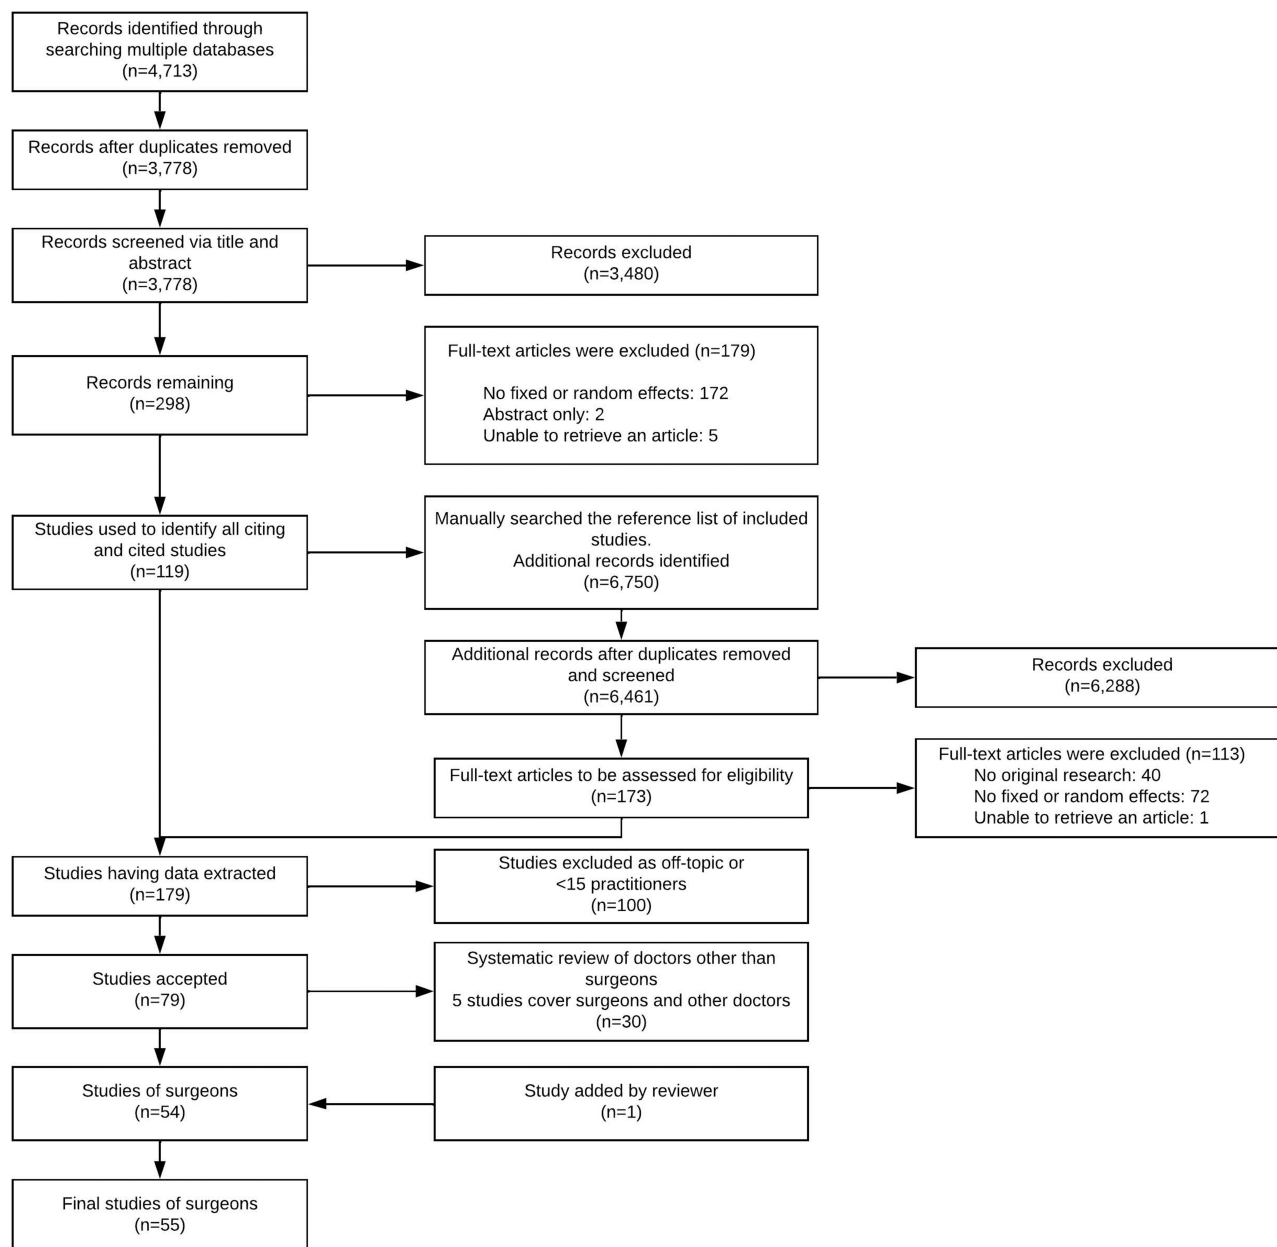 Records identified through
searching multiple databases
(n=4,713)
Records after duplicates removed
(n=3,778)
Records screened via title and
abstract
(n=3,778)
Records excluded
(n=3,480)
Records remaining
(n=298)
Full-text articles were excluded (n=179)
No fixed or random effects: 172
Abstract only: 2
Unable to retrieve an article: 5
Studies used to identify all citing
and cited studies
(n=119)
Manually searched the reference list of included
studies.
Additional records identified
(n=6,750)
Additional records after duplicates removed
and screened
(n=6,461)
Records excluded
(n=6,288)
Full-text articles to be assessed for eligibility
(n=173)
Full-text articles were excluded (n=113)
No original research: 40
No fixed or random effects: 72
Unable to retrieve an article: 1
Studies having data extracted
(n=179)
Studies excluded as off-topic or
<15 practitioners
(n=100)
Studies accepted
(n=79)
Systematic review of doctors other than
surgeons
5 studies cover surgeons and other doctors
(n=30)
Studies of surgeons
(n=54)
Study added by reviewer
(n=1)
Final studies of surgeons
(n=55)